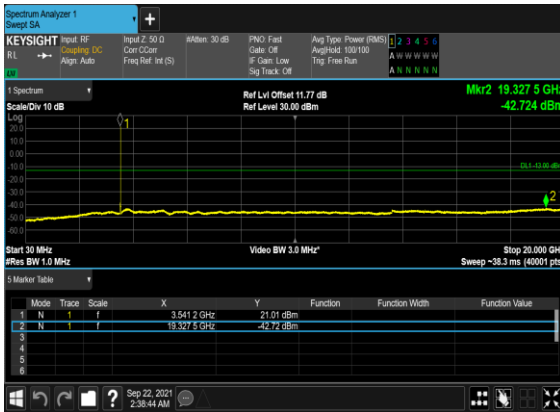 Spectrum Analyzer 1
Swept SA
+
KEYSIGHT Input: RF Input Z: 50 Ω #Atten: 30 dB PNO: Fast Avg Type: Power (RMS) 1 2 3 4 5 6
RL Coupling: DC Corr CCorr Gate: Off Avg|Hold: 100/100 A W W W W W
Align: Auto Freq Ref: Int (S) IF Gain: Low Trig: Free Run
Sig Track: Off A N N N N N
1 Spectrum Ref Lvl Offset 11.77 dB Mkr2 19.327 5 GHz
Scale/Div 10 dB Ref Level 30.00 dBm -42.724 dBm
Log
20.0
10.0
0.00
-10.0
DL1 -13.00 dBm
-20.0
-30.0
-40.0
-50.0
-60.0
1
2
Start 30 MHz Video BW 3.0 MHz* Stop 20.000 GHz
#Res BW 1.0 MHz Sweep ~38.3 ms (40001 pts)
5 Marker Table
Mode Trace Scale X Y Function Function Width Function Value
1 N 1 f 3.541 2 GHz 21.01 dBm
2 N 1 f 19.327 5 GHz -42.72 dBm
3
4
5
6
? Sep 22, 2021
2:38:44 AM